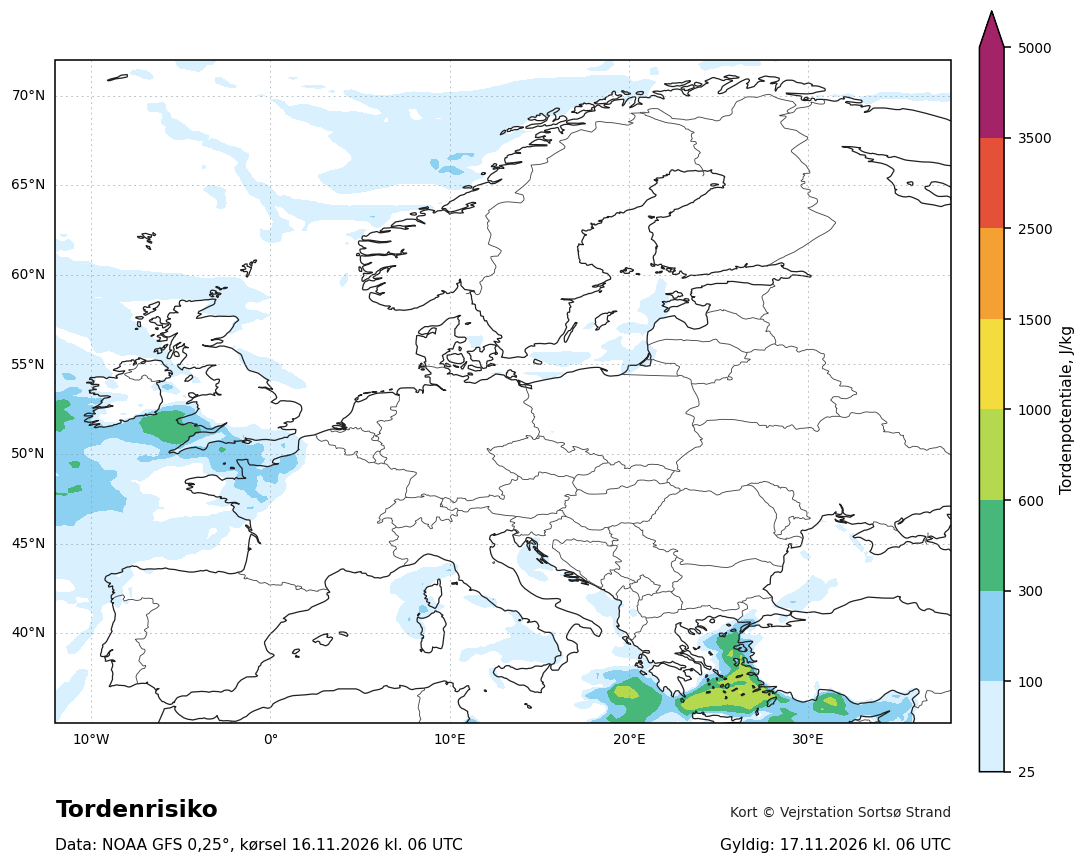 70°N
65°N
60°N
55°N
50°N
45°N
40°N
10°W
0°
10°E
20°E
30°E
5000
3500
2500
1500
1000
600
300
100
25
Tordenpotentiale, J/kg
Tordenrisiko
Kort © Vejrstation Sortsø Strand
Data: NOAA GFS 0,25°, kørsel 16.11.2026 kl. 06 UTC
Gyldig: 17.11.2026 kl. 06 UTC